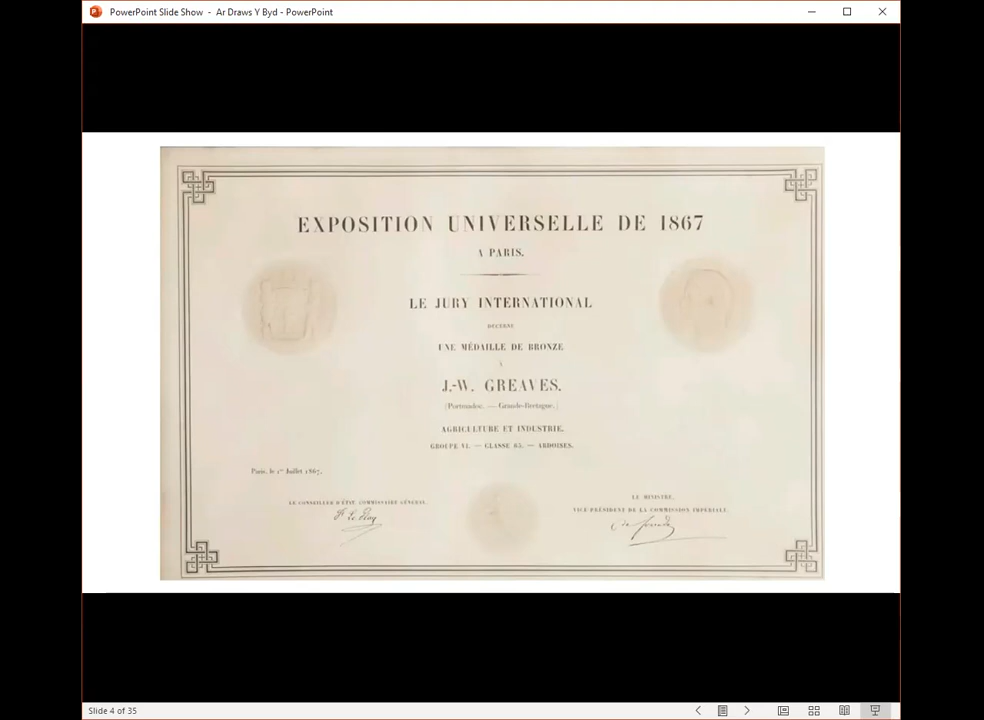 PowerPoint Slide Show - Ar Draws Y Byd - PowerPoint
EXPOSITION UNIVERSELLE DE 1867
A PARIS.
LE JURY INTERNATIONAL
DÉCERNE
UNE MÉDAILLE DE BRONZE
À
J.-W. GREAVES.
(Portmadoc. — Grande-Bretagne.)
AGRICULTURE ET INDUSTRIE.
GROUPE VI. — CLASSE 65. — ARDOISES.
Paris, le 1er Juillet 1867.
LE CONSEILLER D'ÉTAT, COMMISSAIRE GÉNÉRAL,
F. Le Play
LE MINISTRE,
VICE-PRÉSIDENT DE LA COMMISSION IMPÉRIALE,
Slide 4 of 35